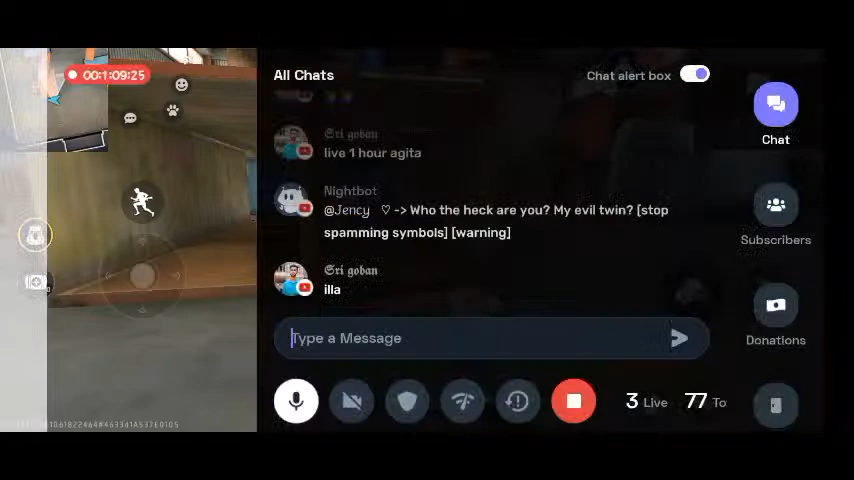 00:1:09:25
All Chats
Chat alert box
𝔖𝔯𝔦 𝔤𝔬𝔟𝔞𝔫
live 1 hour agita
Chat
Nightbot
@Jency ♡ -> Who the heck are you? My evil twin? [stop
spamming symbols] [warning]
Subscribers
𝔖𝔯𝔦 𝔤𝔬𝔟𝔞𝔫
illa
Type a Message
Donations
3 Live 77 To